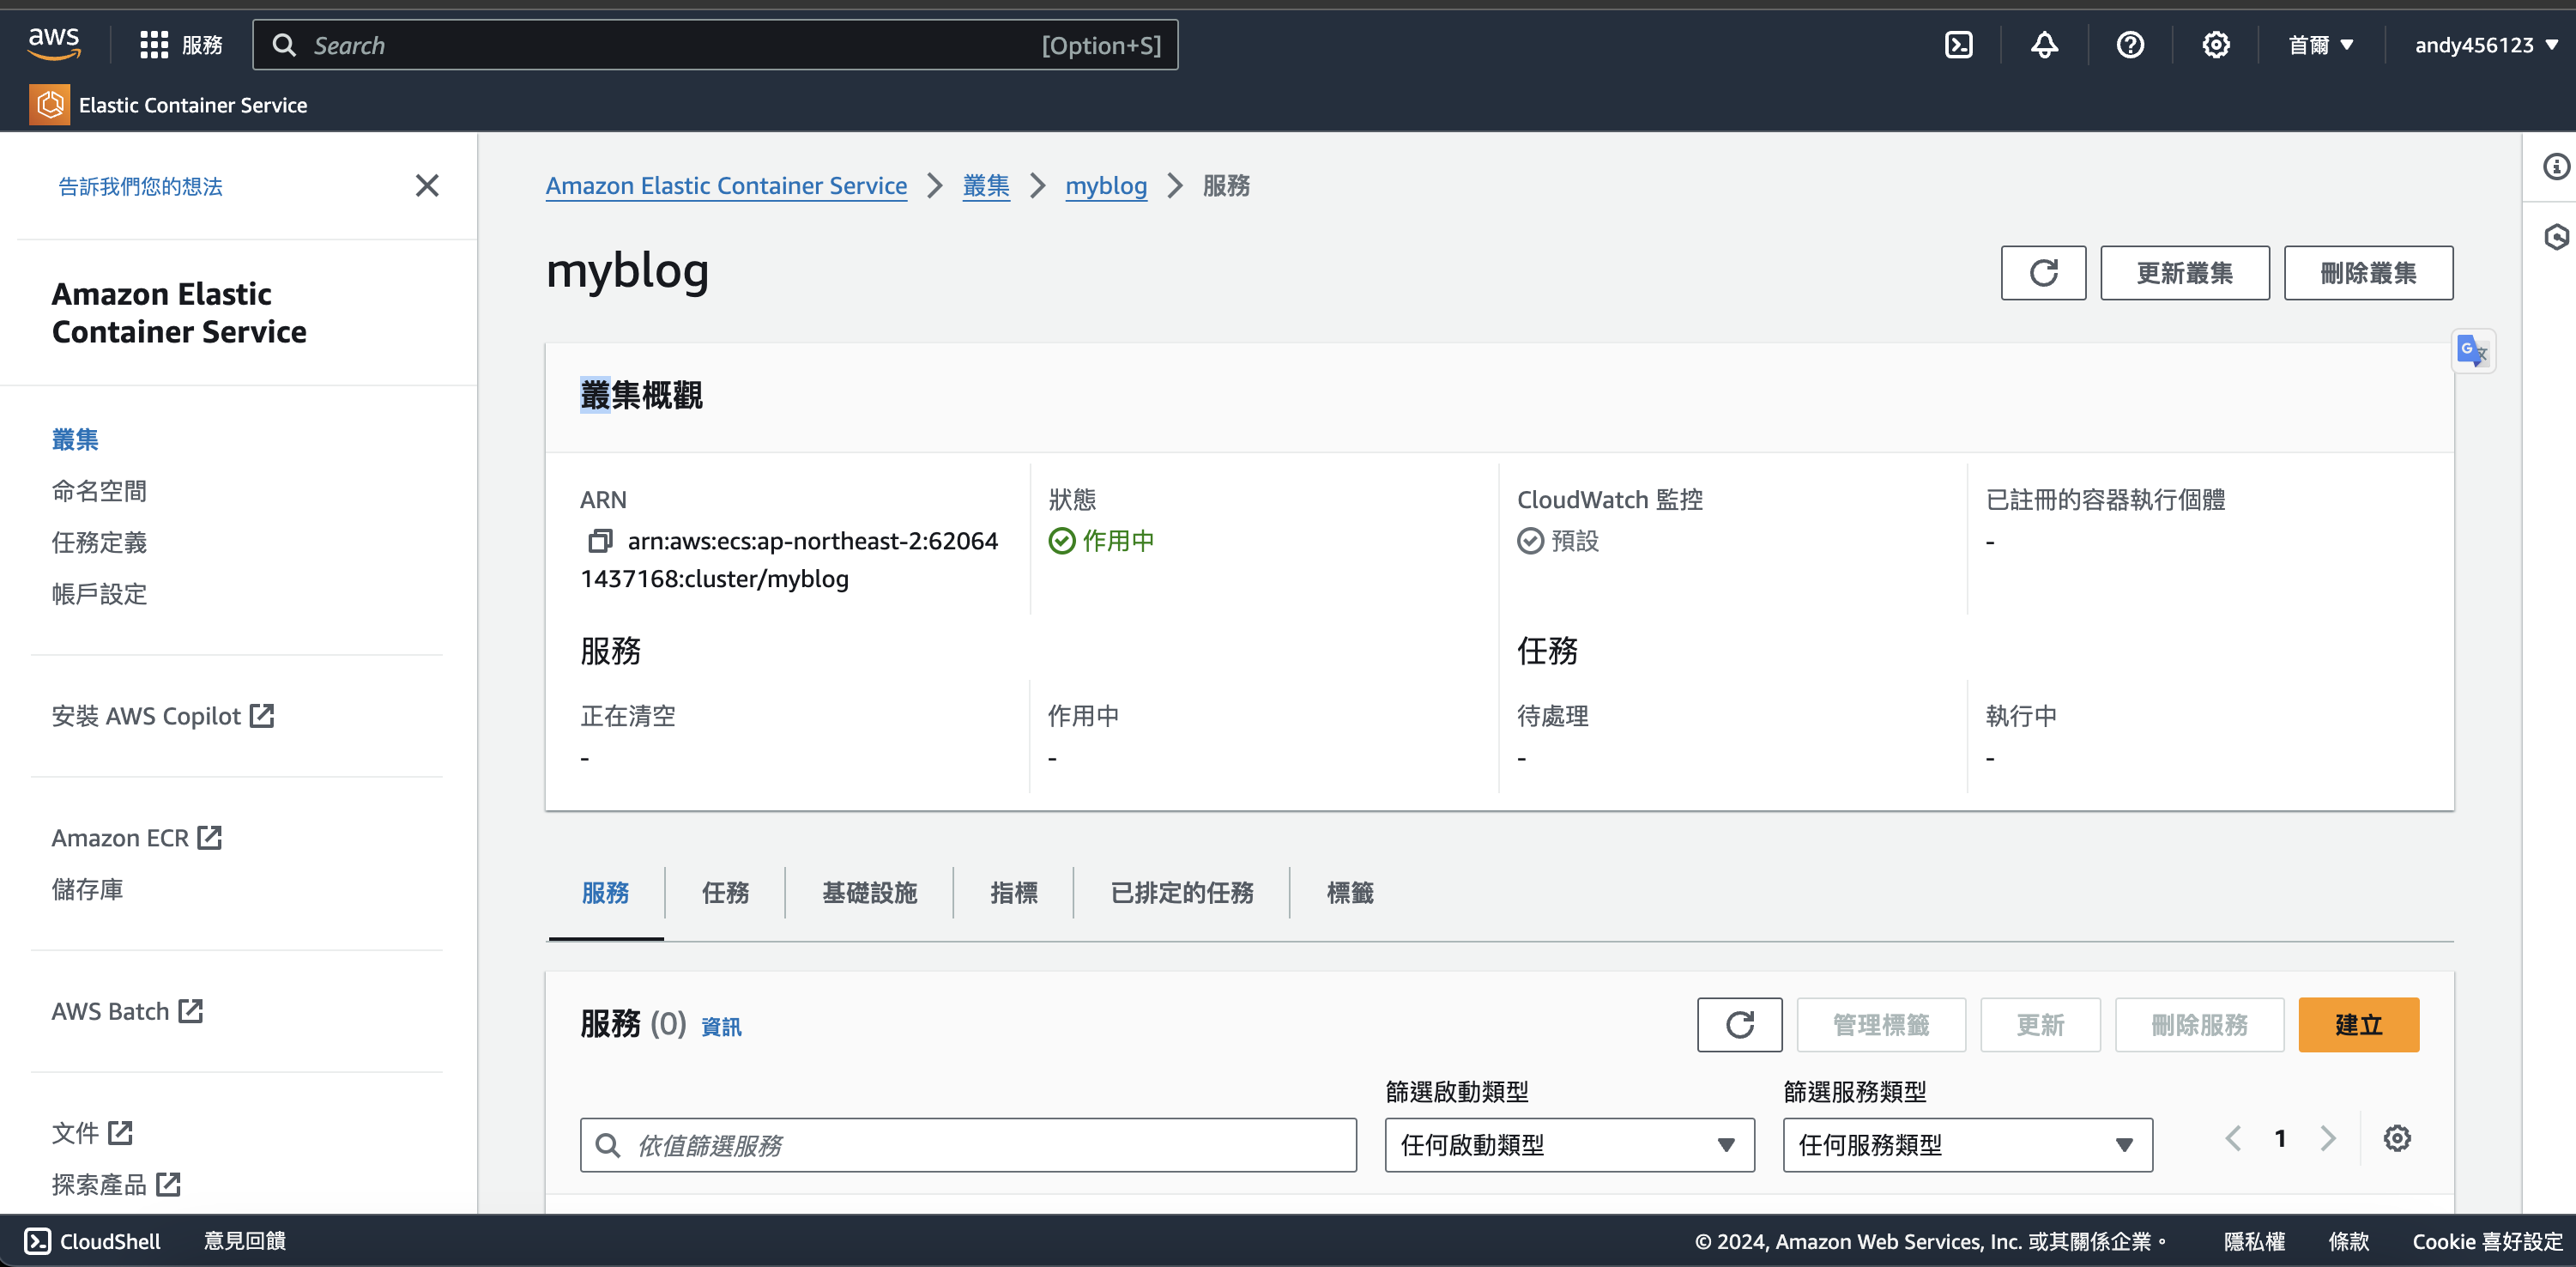 aws
服務
Search
[Option+S]
首爾
andy456123
Elastic Container Service
告訴我們您的想法
Amazon Elastic
Container Service
叢集
命名空間
任務定義
帳戶設定
安裝 AWS Copilot
Amazon ECR
儲存庫
AWS Batch
文件
探索產品
Amazon Elastic Container Service
叢集
myblog
服務
myblog
更新叢集
刪除叢集
叢集概觀
ARN
arn:aws:ecs:ap-northeast-2:62064
1437168:cluster/myblog
狀態
作用中
CloudWatch 監控
預設
已註冊的容器執行個體
-
服務
正在清空
-
作用中
-
任務
待處理
-
執行中
-
服務
任務
基礎設施
指標
已排定的任務
標籤
服務 (0) 資訊
管理標籤
更新
刪除服務
建立
依值篩選服務
篩選啟動類型
任何啟動類型
篩選服務類型
任何服務類型
1
CloudShell
意見回饋
© 2024, Amazon Web Services, Inc. 或其關係企業。
隱私權
條款
Cookie 喜好設定